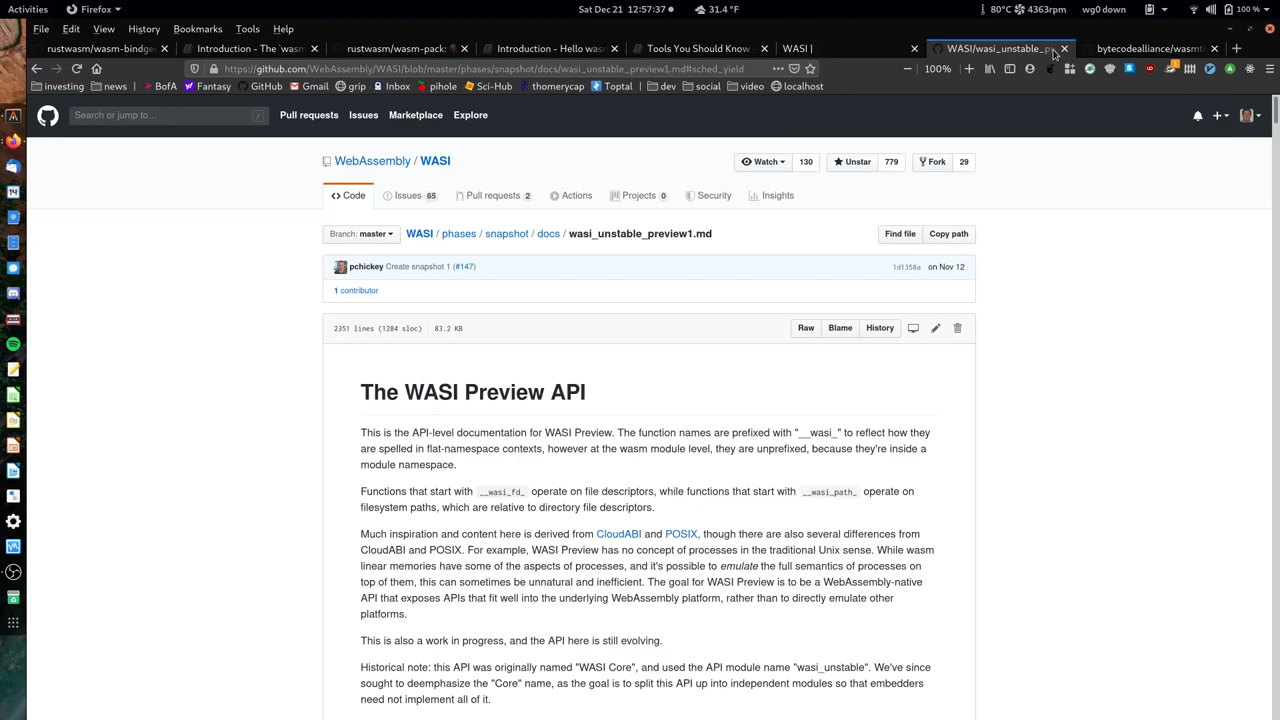 Activities Firefox Sat Dec 21 12:57:37 31.4 °F 80°C 4363rpm wg0 down 100 %
File Edit View History Bookmarks Tools Help
rustwasm/wasm-bindge Introduction - The `wasm rustwasm/wasm-pack: Introduction - Hello wasm Tools You Should Know - WASI | WASI/wasi_unstable_pr bytecodealliance/wasmt
https://github.com/WebAssembly/WASI/blob/master/phases/snapshot/docs/wasi_unstable_preview1.md#sched_yield 100%
investing news BofA Fantasy GitHub Gmail grip Inbox pihole Sci-Hub thomerycap Toptal dev social video localhost
Search or jump to... / Pull requests Issues Marketplace Explore
WebAssembly / WASI Watch 130 Unstar 779 Fork 29
Code Issues 65 Pull requests 2 Actions Projects 0 Security Insights
Branch: master WASI / phases / snapshot / docs / wasi_unstable_preview1.md Find file Copy path
pchickey Create snapshot 1 (#147) 1d1358a on Nov 12
1 contributor
2351 lines (1284 sloc) 83.2 KB Raw Blame History
The WASI Preview API
This is the API-level documentation for WASI Preview. The function names are prefixed with "__wasi_" to reflect how they
are spelled in flat-namespace contexts, however at the wasm module level, they are unprefixed, because they're inside a
module namespace.
Functions that start with __wasi_fd_ operate on file descriptors, while functions that start with __wasi_path_ operate on
filesystem paths, which are relative to directory file descriptors.
Much inspiration and content here is derived from CloudABI and POSIX, though there are also several differences from
CloudABI and POSIX. For example, WASI Preview has no concept of processes in the traditional Unix sense. While wasm
linear memories have some of the aspects of processes, and it's possible to emulate the full semantics of processes on
top of them, this can sometimes be unnatural and inefficient. The goal for WASI Preview is to be a WebAssembly-native
API that exposes APIs that fit well into the underlying WebAssembly platform, rather than to directly emulate other
platforms.
This is also a work in progress, and the API here is still evolving.
Historical note: this API was originally named "WASI Core", and used the API module name "wasi_unstable". We've since
sought to deemphasize the "Core" name, as the goal is to split this API up into independent modules so that embedders
need not implement all of it.